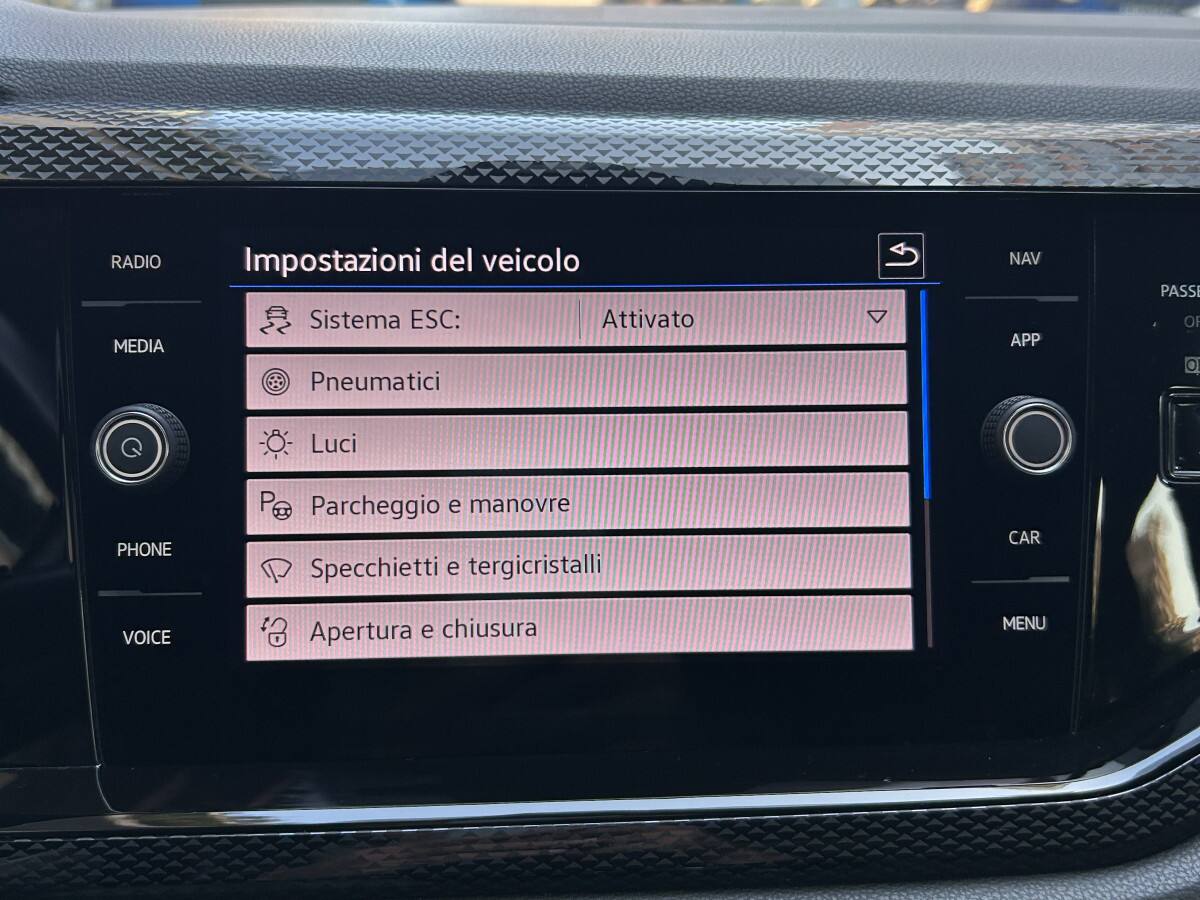 Impostazioni del veicolo
Sistema ESC: Attivato
Pneumatici
Luci
Parcheggio e manovre
Specchietti e tergicristalli
Apertura e chiusura
RADIO
MEDIA
PHONE
VOICE
NAV
APP
CAR
MENU